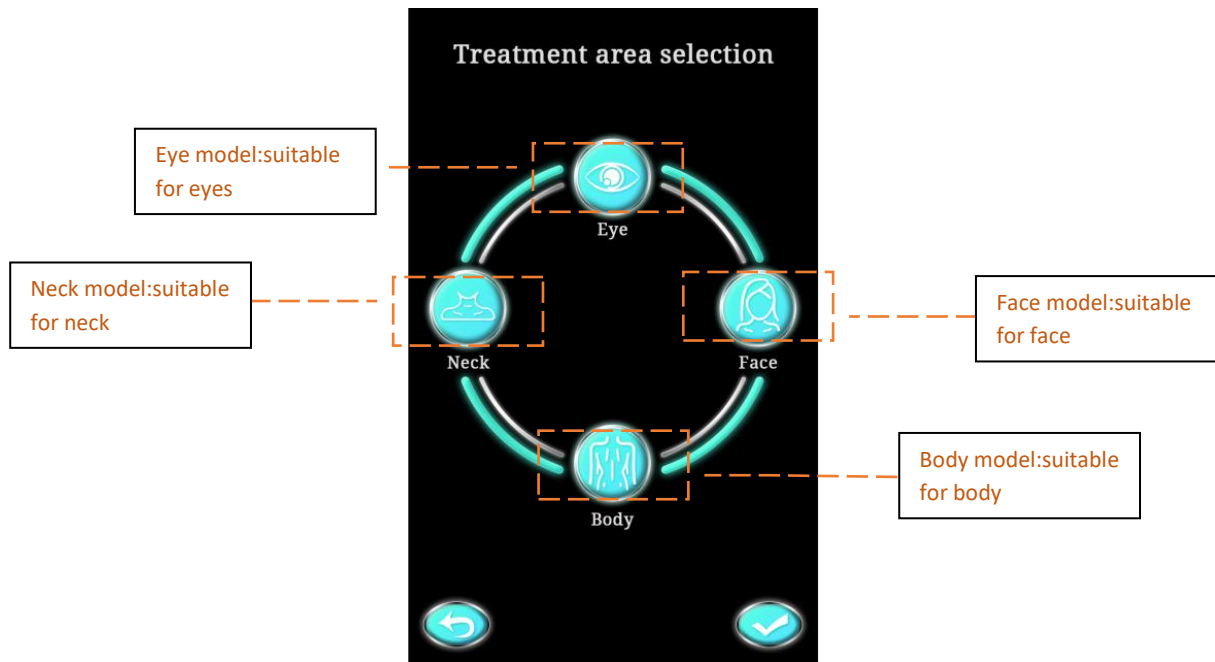 Treatment area selection
Eye model:suitable
for eyes
Eye
Neck model:suitable
for neck
Face model:suitable
for face
Neck
Face
Body model:suitable
for body
Body